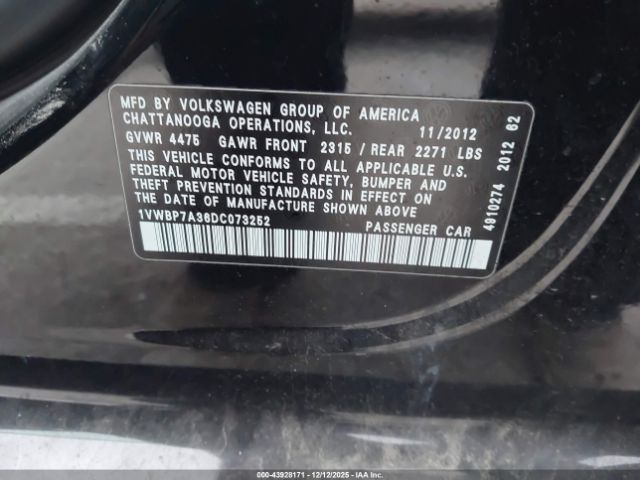 MFD BY VOLKSWAGEN GROUP OF AMERICA
CHATTANOOGA OPERATIONS, LLC. 11/2012
GVWR 4475 GAWR FRONT 2315 / REAR 2271 LBS
THIS VEHICLE CONFORMS TO ALL APPLICABLE U.S.
FEDERAL MOTOR VEHICLE SAFETY, BUMPER AND
THEFT PREVENTION STANDARDS IN EFFECT ON
THE DATE OF MANUFACTURE SHOWN ABOVE
1VWBP7A36DC073252 PASSENGER CAR
4910274 2012 62
000-43928171 - 12/12/2025 - IAA